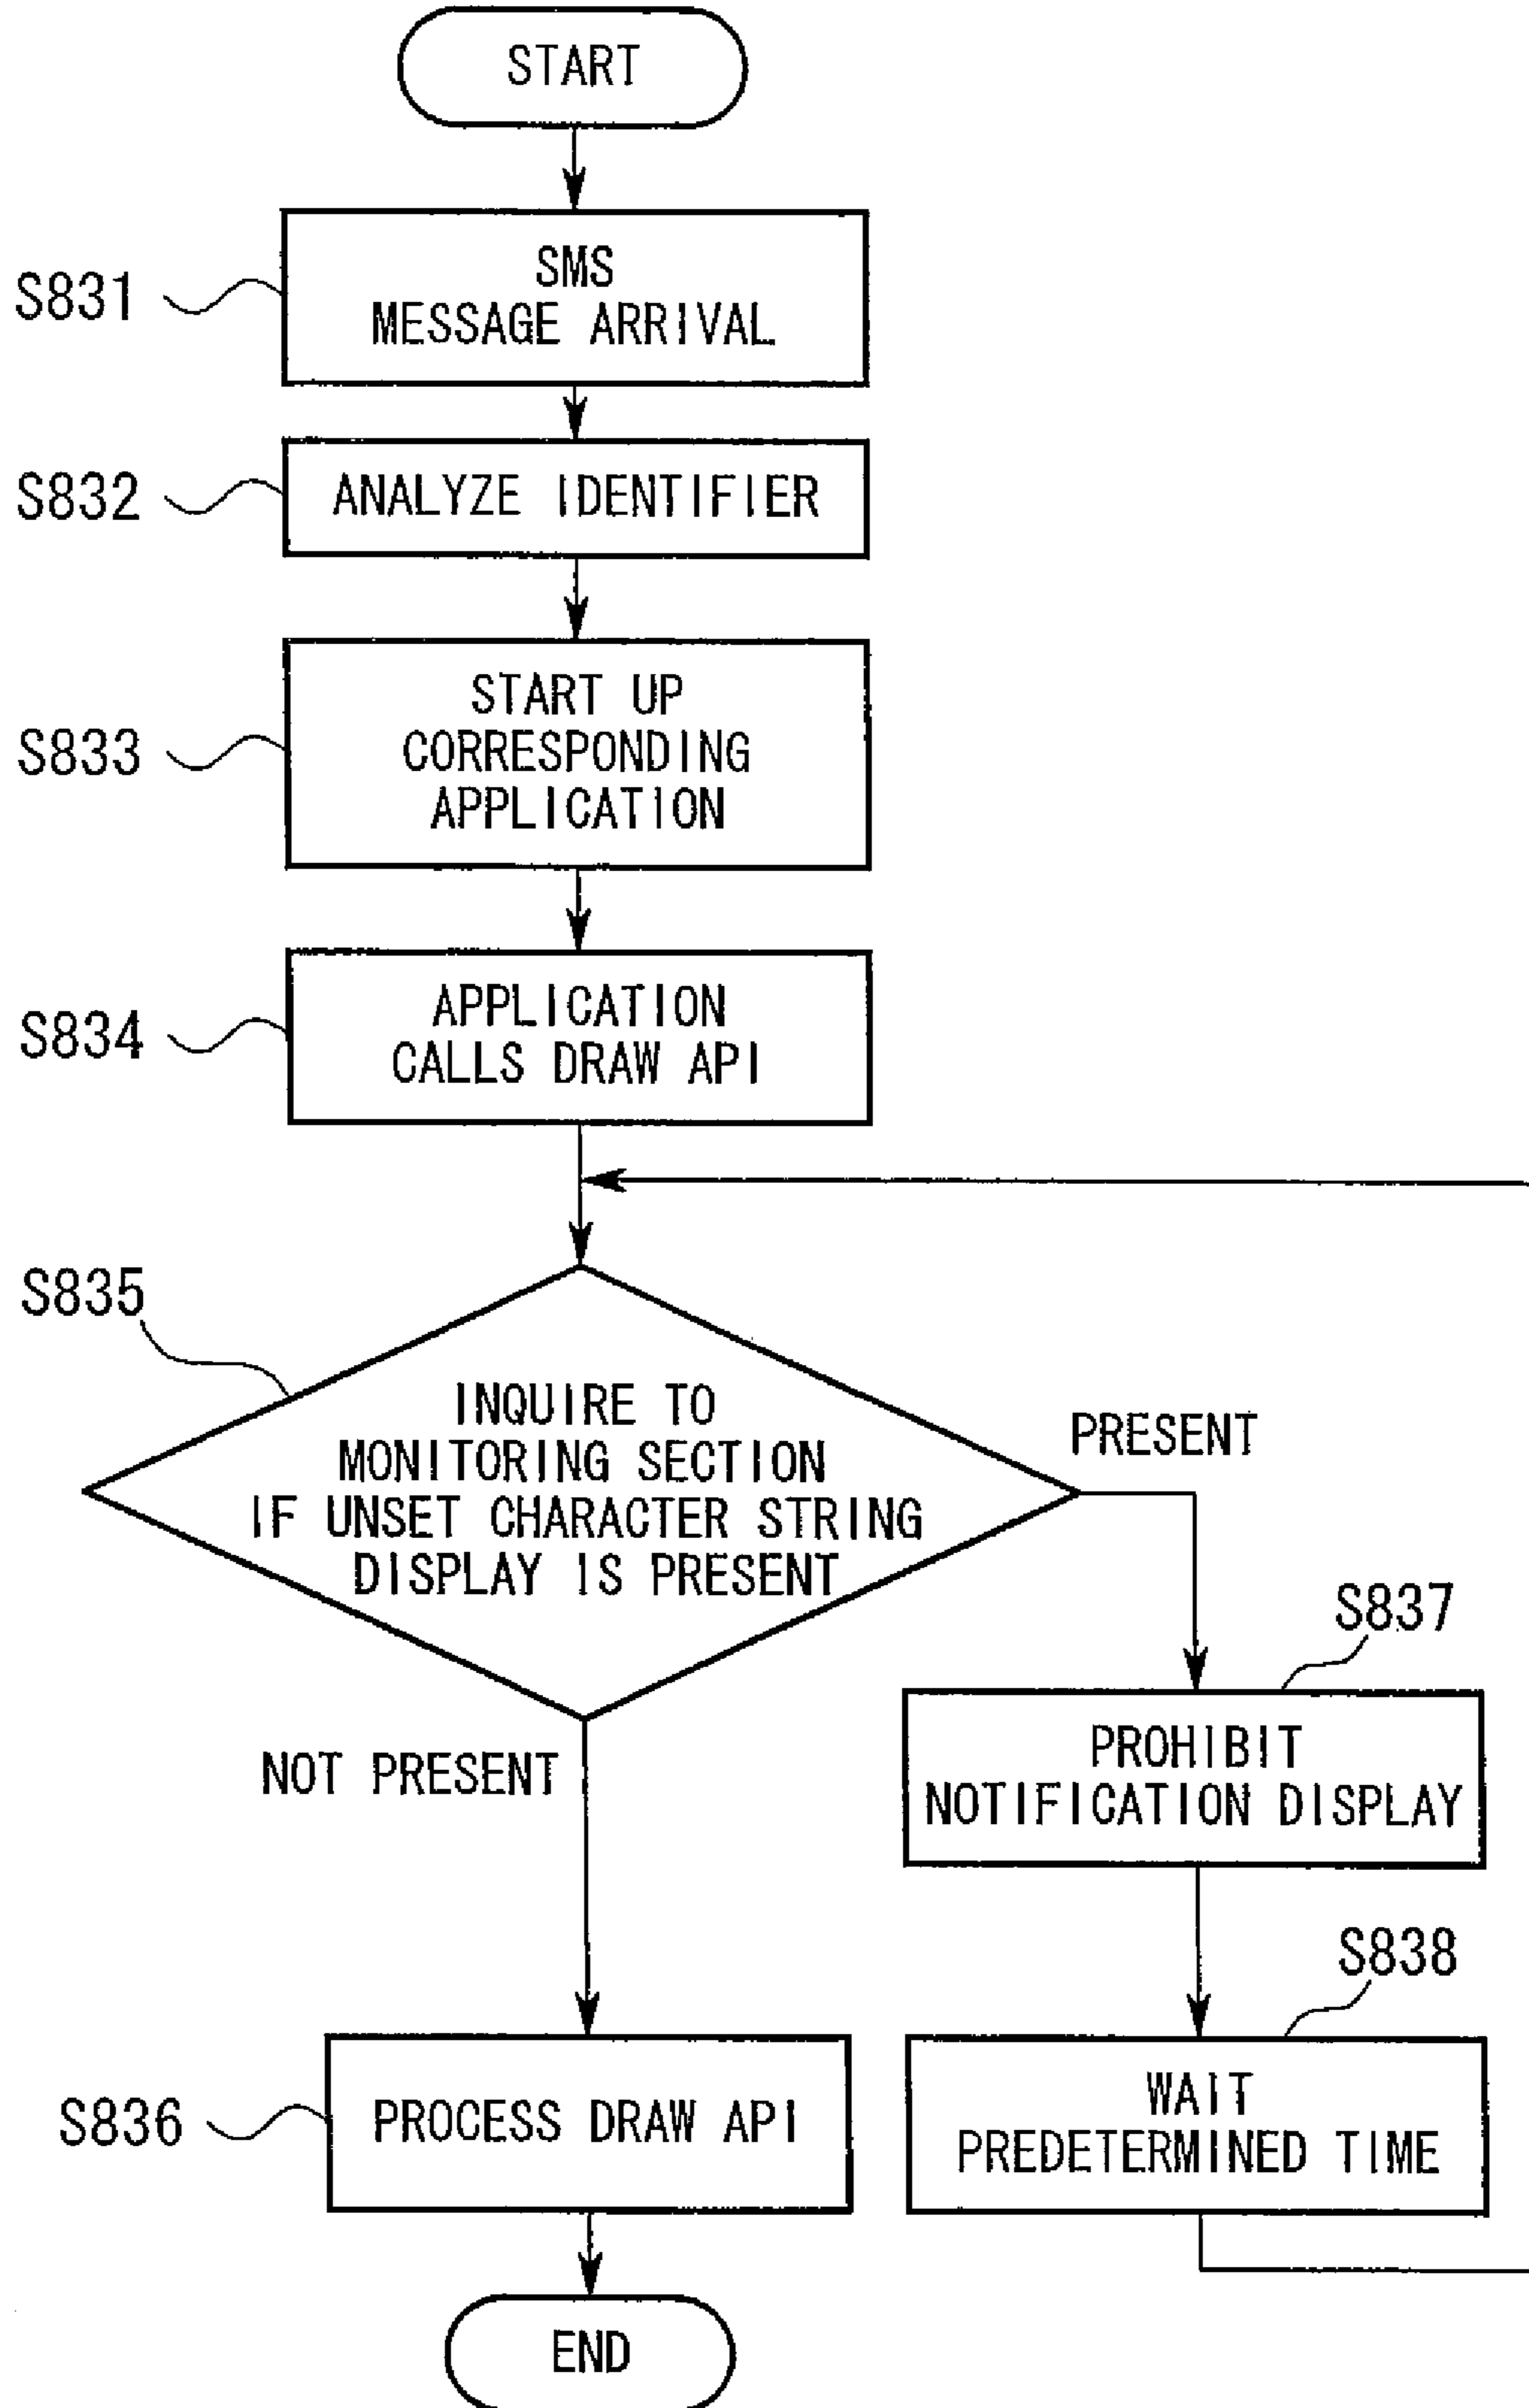 START
S831
SMS
MESSAGE ARRIVAL
S832
ANALYZE IDENTIFIER
S833
START UP
CORRESPONDING
APPLICATION
S834
APPLICATION
CALLS DRAW API
S835
INQUIRE TO
MONITORING SECTION
IF UNSET CHARACTER STRING
DISPLAY IS PRESENT
PRESENT
NOT PRESENT
S837
PROHIBIT
NOTIFICATION DISPLAY
S838
WAIT
PREDETERMINED TIME
S836
PROCESS DRAW API
END